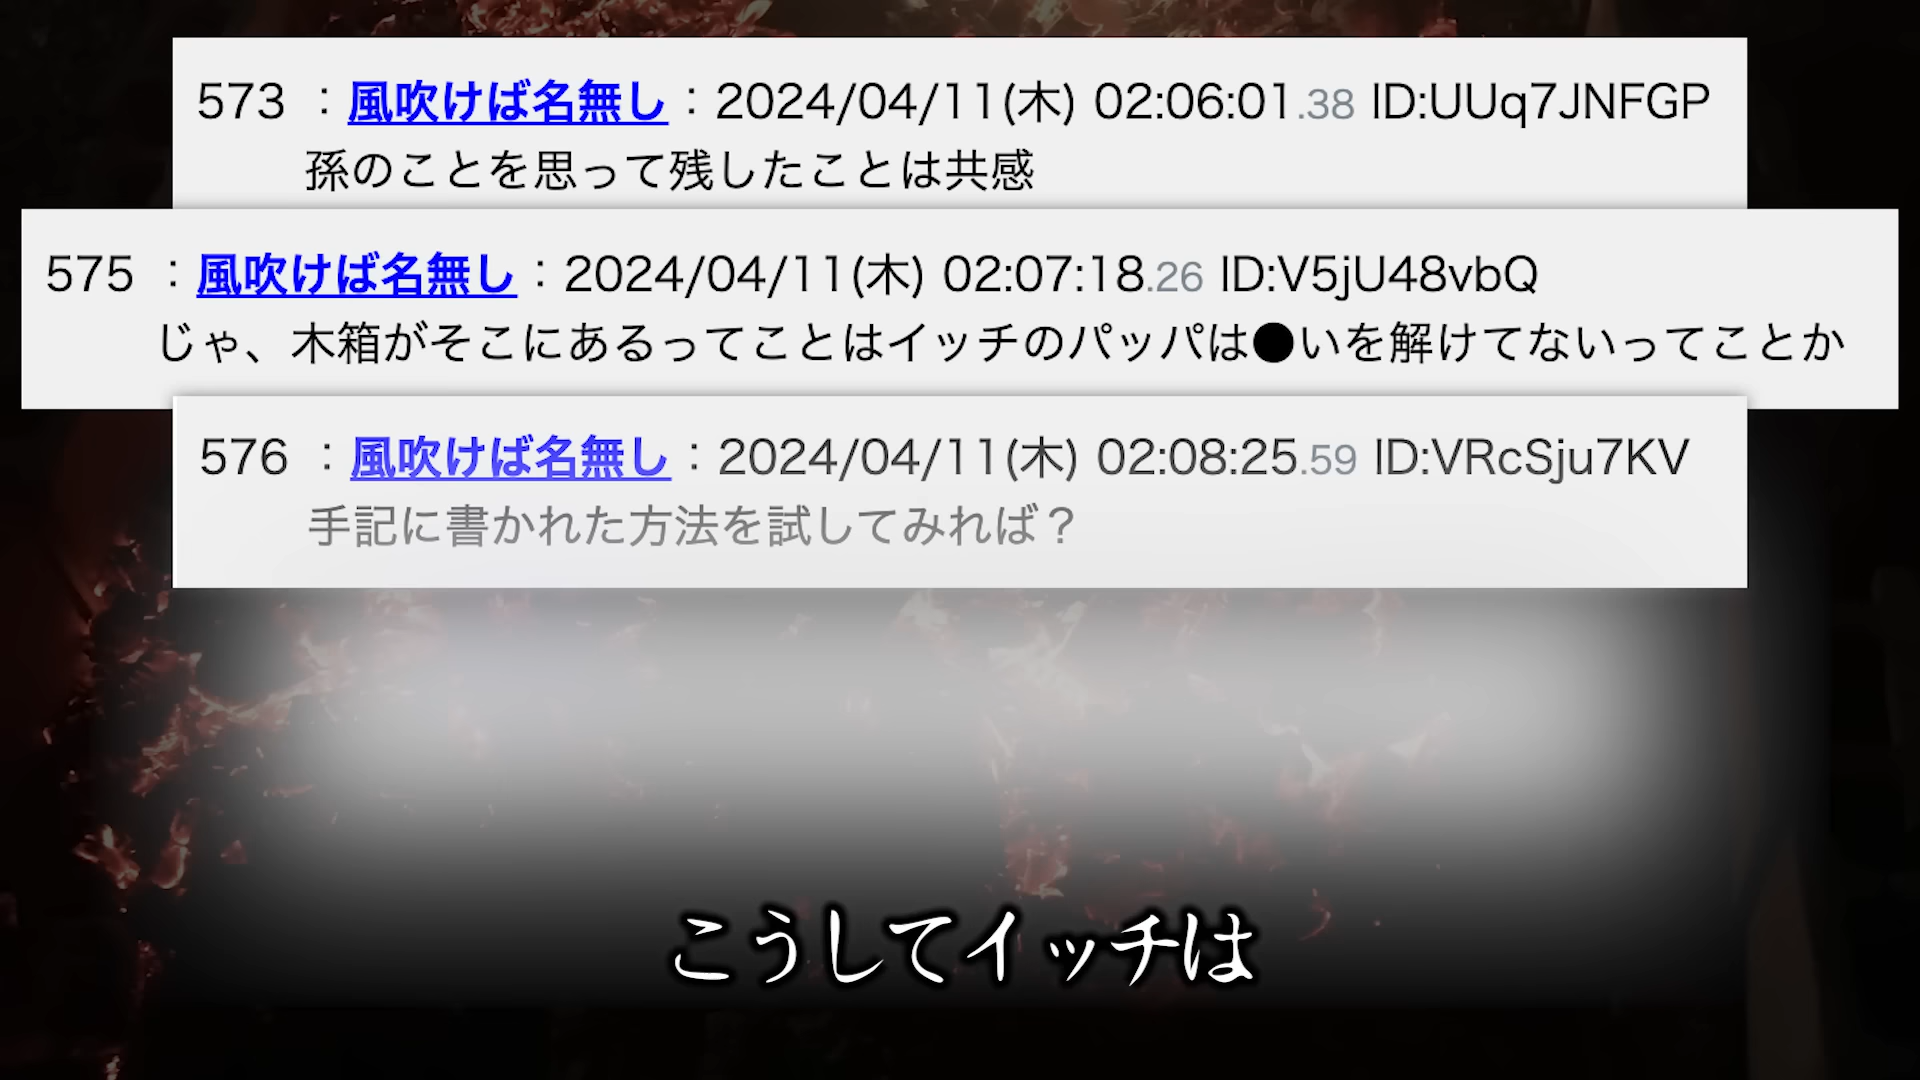 573 ：風吹けば名無し：2024/04/11(木) 02:06:01.38 ID:UUq7JNFGP
孫のことを思って残したことは共感
575 ：風吹けば名無し：2024/04/11(木) 02:07:18.26 ID:V5jU48vbQ
じゃ、木箱がそこにあるってことはイッチのパッパは●いを解けてないってことか
576 ：風吹けば名無し：2024/04/11(木) 02:08:25.59 ID:VRcSju7KV
手記に書かれた方法を試してみれば？
こうしてイッチは